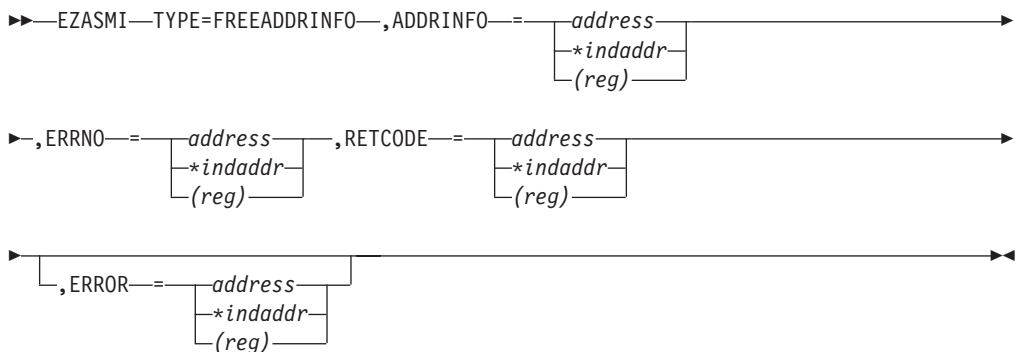 EZASMI TYPE=FREEADDRINFO ,ADDRINFO = address
*indaddr
(reg)
,ERRNO = address ,RETCODE = address
*indaddr *indaddr
(reg) (reg)
,ERROR = address
*indaddr
(reg)